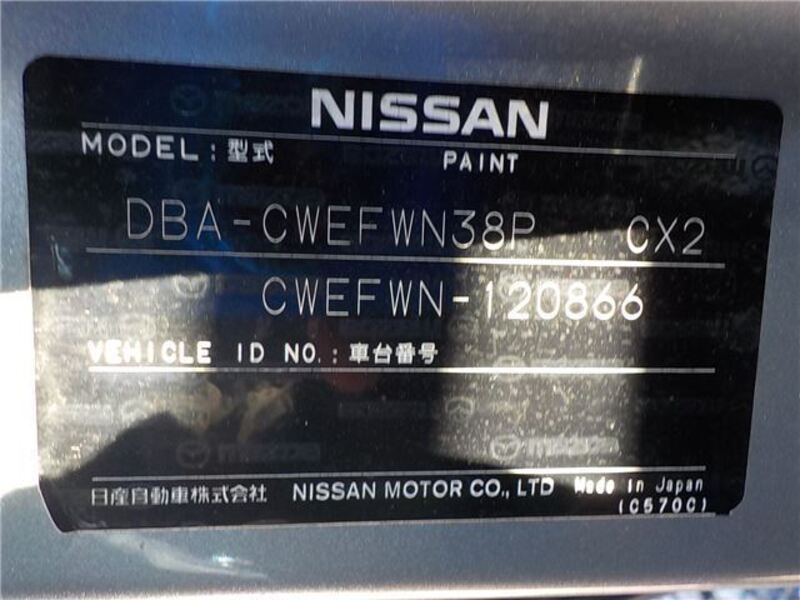 NISSAN
MODEL : 型式 PAINT
DBA-CWEFWN38P CX2
CWEFWN-120866
VEHICLE ID NO. : 車台番号
mazda
日産自動車株式会社 NISSAN MOTOR CO., LTD Made in Japan
(C570C)